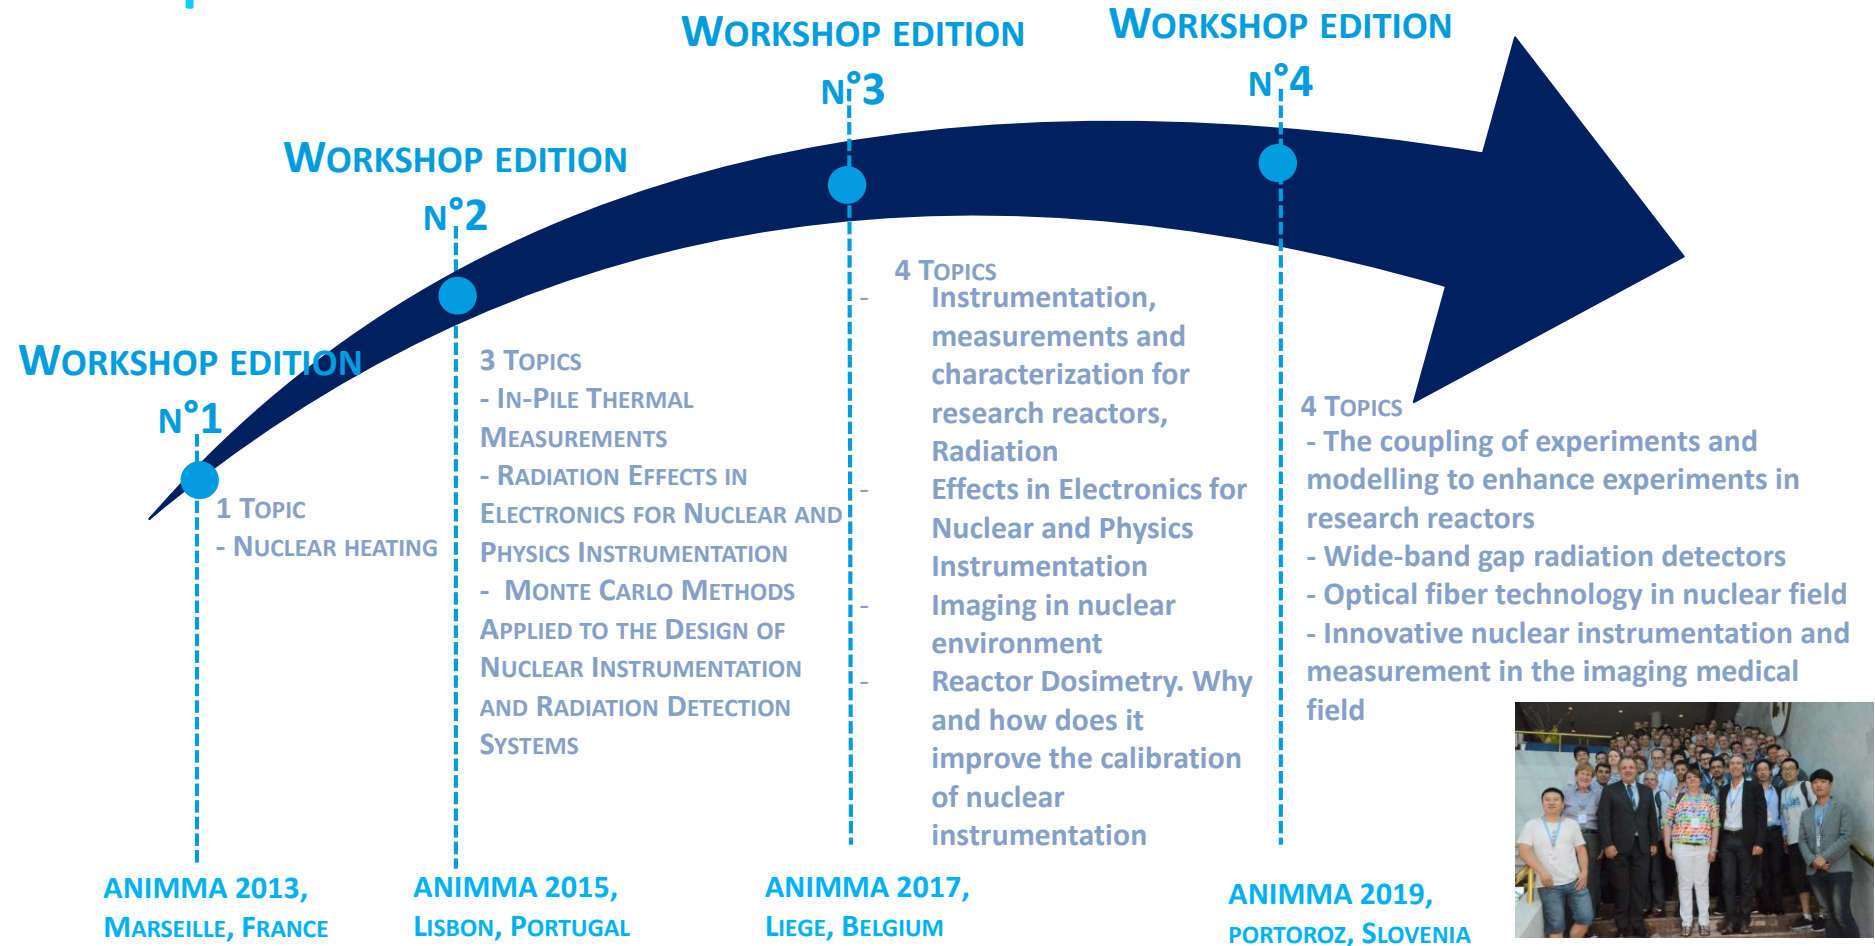 WORKSHOP EDITION
N°1
1 TOPIC
- NUCLEAR HEATING
ANIMMA 2013,
MARSEILLE, FRANCE
WORKSHOP EDITION
N°2
3 TOPICS
- IN-PILE THERMAL
MEASUREMENTS
- RADIATION EFFECTS IN
ELECTRONICS FOR NUCLEAR AND
PHYSICS INSTRUMENTATION
- MONTE CARLO METHODS
APPLIED TO THE DESIGN OF
NUCLEAR INSTRUMENTATION
AND RADIATION DETECTION
SYSTEMS
ANIMMA 2015,
LISBON, PORTUGAL
WORKSHOP EDITION
N°3
4 TOPICS
- Instrumentation,
measurements and
characterization for
research reactors,
Radiation
- Effects in Electronics for
Nuclear and Physics
Instrumentation
- Imaging in nuclear
environment
- Reactor Dosimetry. Why
and how does it
improve the calibration
of nuclear
instrumentation
ANIMMA 2017,
LIEGE, BELGIUM
WORKSHOP EDITION
N°4
4 TOPICS
- The coupling of experiments and
modelling to enhance experiments in
research reactors
- Wide-band gap radiation detectors
- Optical fiber technology in nuclear field
- Innovative nuclear instrumentation and
measurement in the imaging medical
field
ANIMMA 2019,
PORTOROZ, SLOVENIA